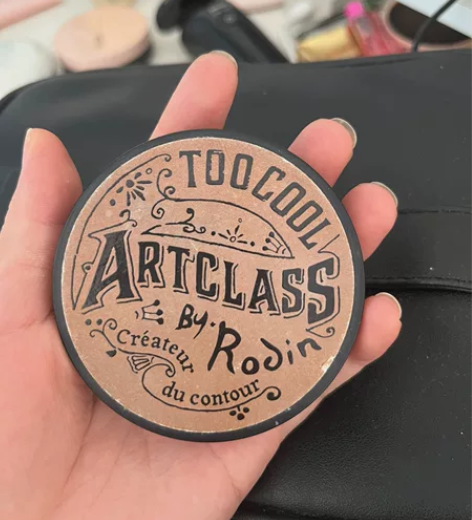 TOO COOL
ARTCLASS
By: Rodin
Créateur
du contour